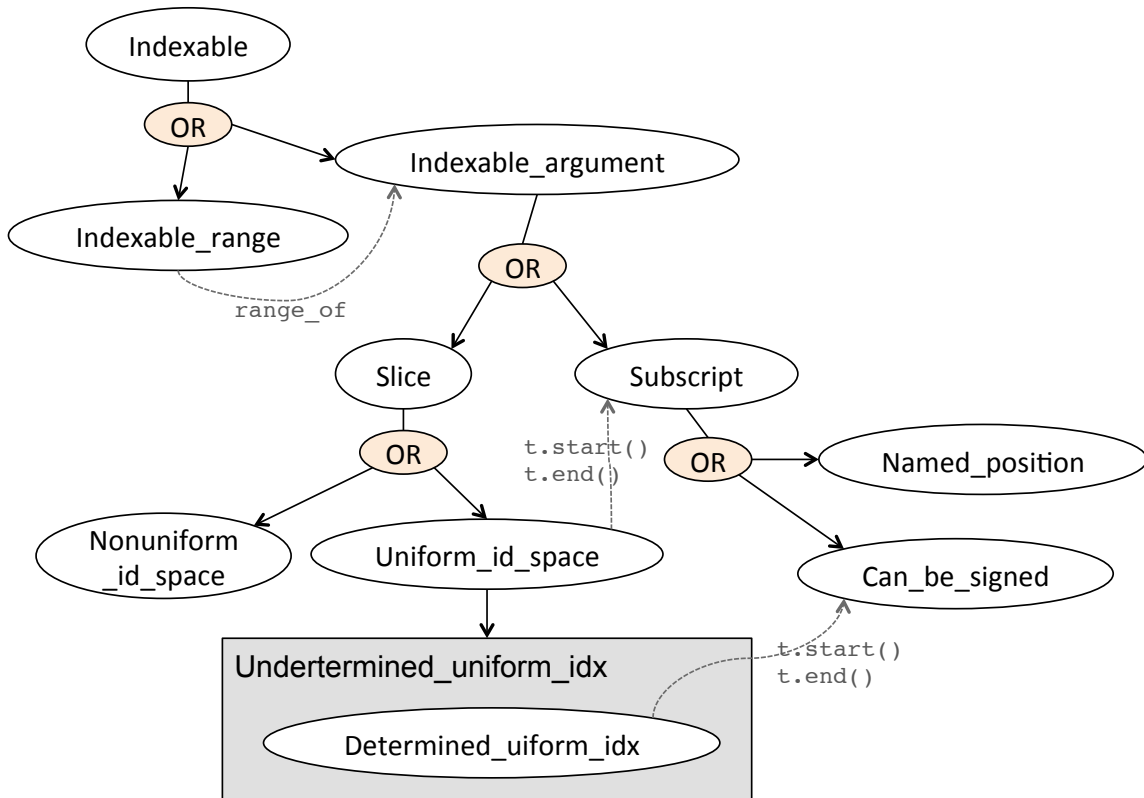 Indexable
OR
Indexable_argument
Indexable_range
OR
range_of
Slice
Subscript
t.start()
t.end()
OR
OR
Named_position
Nonuniform
_id_space
Uniform_id_space
Can_be_signed
t.start()
t.end()
Undertermined_uniform_idx
Determined_uiform_idx